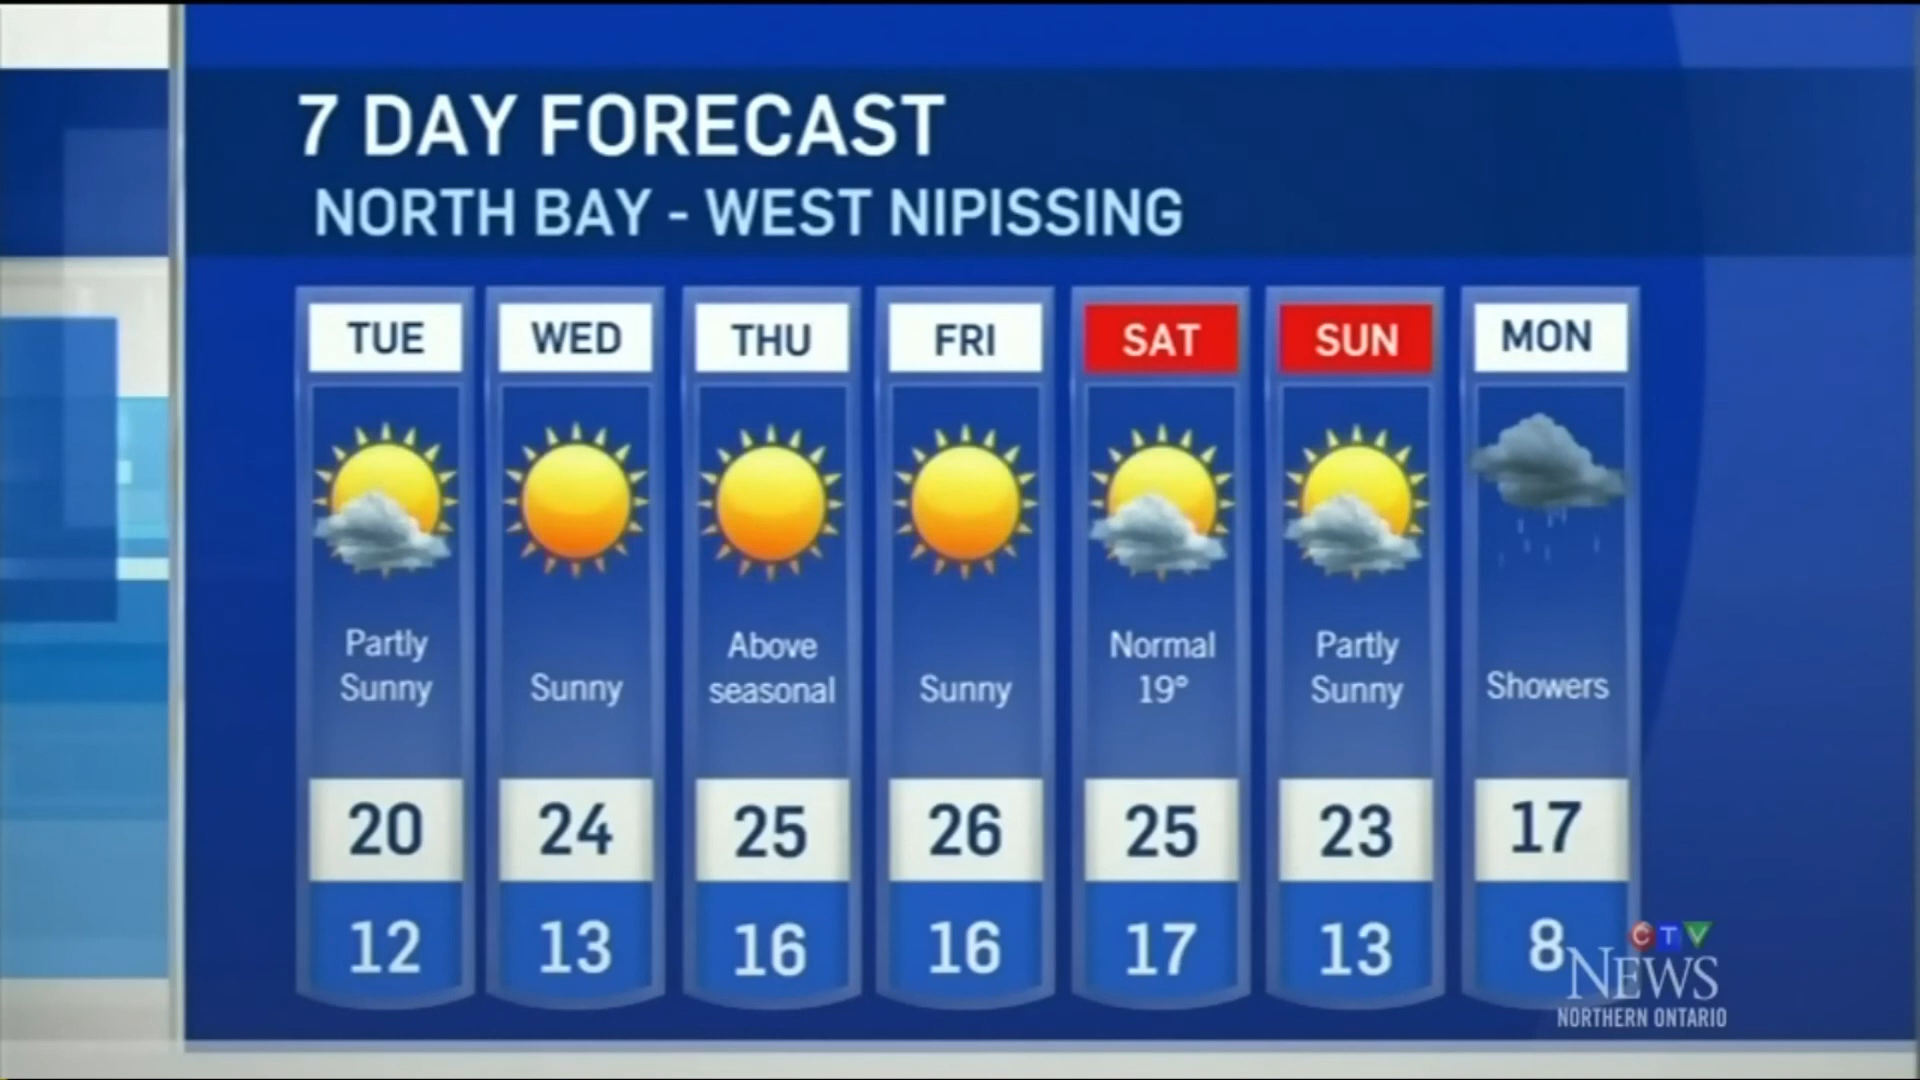 7 DAY FORECAST
NORTH BAY - WEST NIPISSING
TUE
Partly
Sunny
20
12
WED
Sunny
24
13
THU
Above
seasonal
25
16
FRI
Sunny
26
16
SAT
Normal
19°
25
17
SUN
Partly
Sunny
23
13
MON
Showers
17
8
CTV
NEWS
NORTHERN ONTARIO